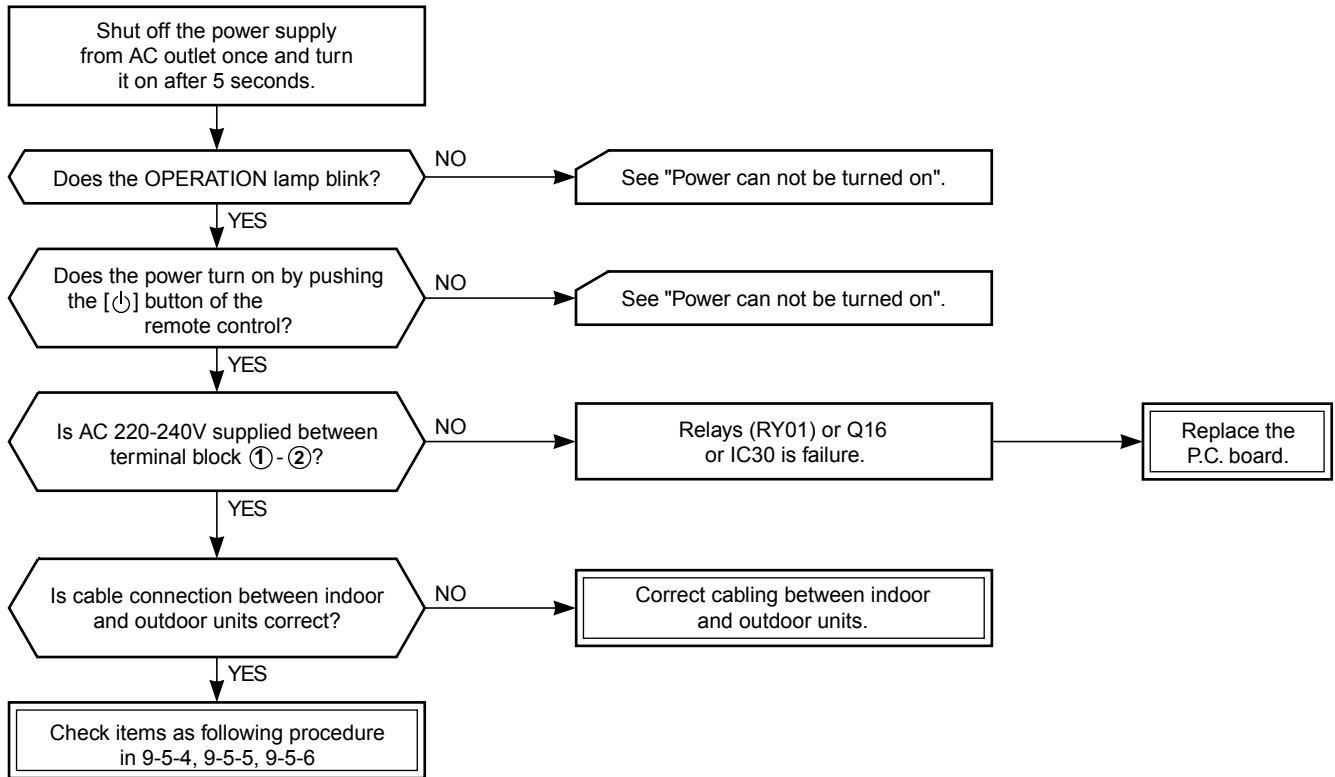 Shut off the power supply
from AC outlet once and turn
it on after 5 seconds.
Does the OPERATION lamp blink?
NO
See "Power can not be turned on".
YES
Does the power turn on by pushing
the [⏻] button of the
remote control?
NO
See "Power can not be turned on".
YES
Is AC 220-240V supplied between
terminal block ① - ②?
NO
Relays (RY01) or Q16
or IC30 is failure.
Replace the
P.C. board.
YES
Is cable connection between indoor
and outdoor units correct?
NO
Correct cabling between indoor
and outdoor units.
YES
Check items as following procedure
in 9-5-4, 9-5-5, 9-5-6